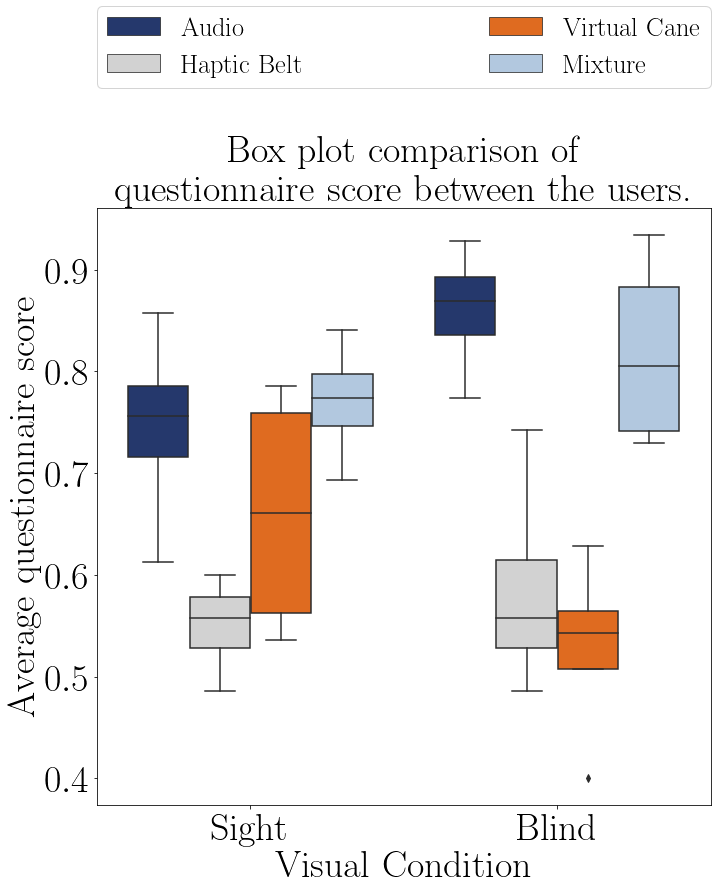 Audio
Haptic Belt
Virtual Cane
Mixture
Box plot comparison of
questionnaire score between the users.
Average questionnaire score
0.9
0.8
0.7
0.6
0.5
0.4
Sight
Blind
Visual Condition